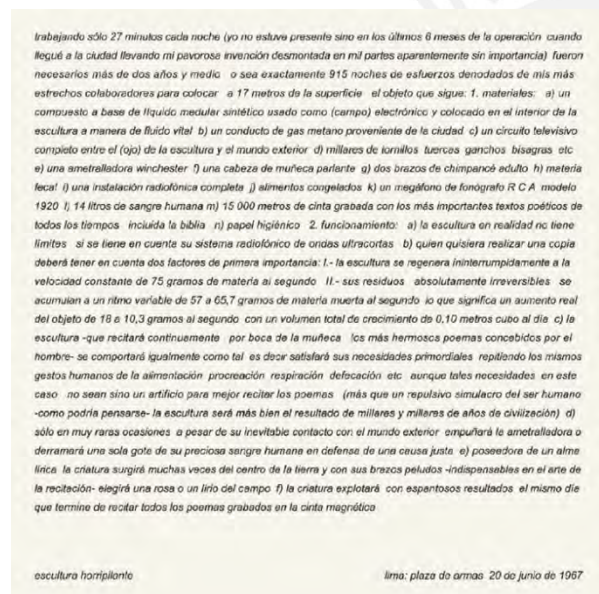 trabajando sólo 27 minutos cada noche (yo no estuve presente sino en los últimos 6 meses de la operación cuando
llegué a la ciudad llevando mi pavorosa invención desmontada en mil partes aparentemente sin importancia) fueron
necesarios más de dos años y medio o sea exactamente 915 noches de esfuerzos denodados de mis más
estrechos colaboradores para colocar a 17 metros de la superficie el objeto que sigue: 1. materiales: a) un
compuesto a base de líquido medular sintético usado como (campo) electrónico y colocado en el interior de la
escultura a manera de fluido vital b) un conducto de gas metano proveniente de la ciudad c) un circuito televisivo
completo entre el (ojo) de la escultura y el mundo exterior d) millares de tornillos tuercas ganchos bisagras etc
e) una ametralladora winchester f) una cabeza de muñeca parlante g) dos brazos de chimpancé adulto h) materia
fecal i) una instalación radiofónica completa j) alimentos congelados k) un megáfono de fonógrafo R C A modelo
1920 l) 14 litros de sangre humana m) 15 000 metros de cinta grabada con los más importantes textos poéticos de
todos los tiempos incluida la biblia n) papel higiénico 2. funcionamiento: a) la escultura en realidad no tiene
límites si se tiene en cuenta su sistema radiofónico de ondas ultracortas b) quien quisiera realizar una copia
deberá tener en cuenta dos factores de primera importancia: I.- la escultura se regenera ininterrumpidamente a la
velocidad constante de 75 gramos de materia al segundo II.- sus residuos absolutamente irreversibles se
acumulan a un ritmo variable de 57 a 65,7 gramos de materia muerta al segundo lo que significa un aumento real
del objeto de 18 a 10,3 gramos al segundo con un volumen total de crecimiento de 0,10 metros cubo al día c) la
escultura -que recitará continuamente por boca de la muñeca los más hermosos poemas concebidos por el
hombre- se comportará igualmente como tal es decir satisfará sus necesidades primordiales repitiendo los mismos
gestos humanos de la alimentación procreación respiración defecación etc aunque tales necesidades en este
caso no sean sino un artificio para mejor recitar los poemas (más que un repulsivo simulacro del ser humano
-como podría pensarse- la escultura será más bien el resultado de millares y millares de años de civilización) d)
sólo en muy raras ocasiones a pesar de su inevitable contacto con el mundo exterior empuñará la ametralladora o
derramará una sola gota de su preciosa sangre humana en defensa de una causa justa e) poseedora de un alma
lírica la criatura surgirá muchas veces del centro de la tierra y con sus brazos peludos -indispensables en el arte de
la recitación- elegirá una rosa o un lirio del campo f) la criatura explotará con espantosos resultados el mismo día
que termine de recitar todos los poemas grabados en la cinta magnética
escultura horripilante
lima: plaza de armas 20 de junio de 1967